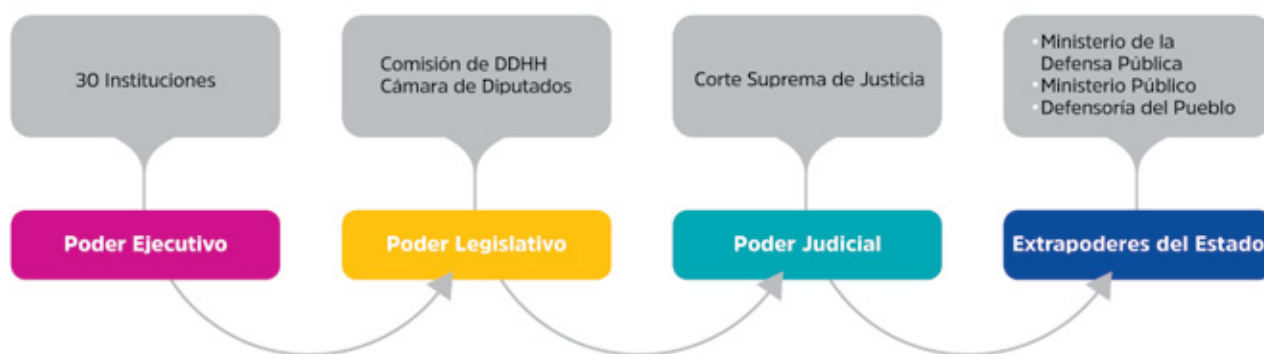 30 Instituciones
Comisión de DDHH
Cámara de Diputados
Corte Suprema de Justicia
• Ministerio de la
Defensa Pública
• Ministerio Público
• Defensoría del Pueblo
Poder Ejecutivo
Poder Legislativo
Poder Judicial
Extrapoderes del Estado